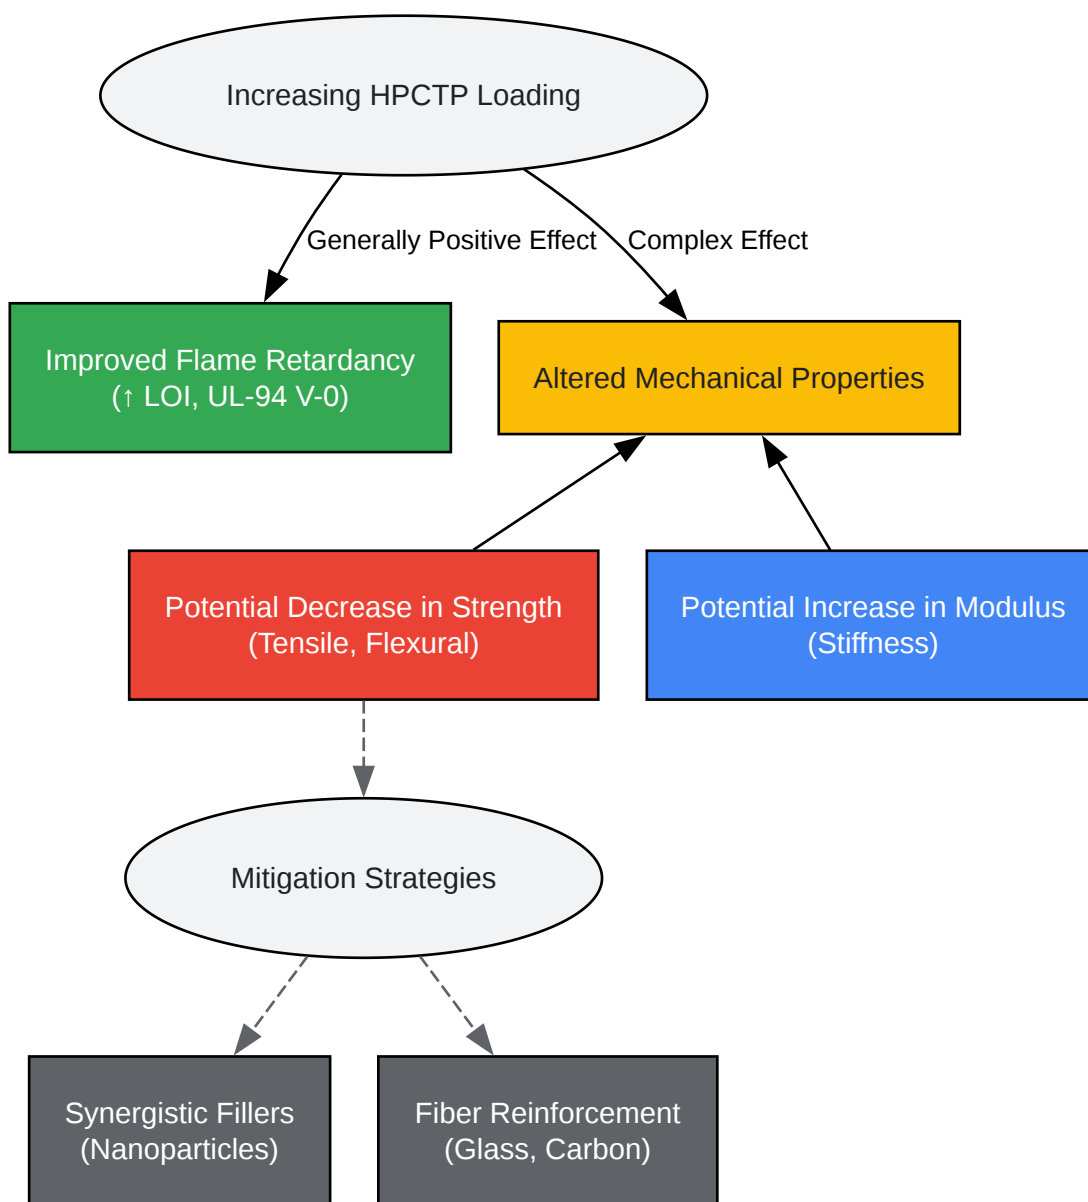 Increasing HPCTP Loading
Generally Positive Effect
Complex Effect
Improved Flame Retardancy
(↑ LOI, UL-94 V-0)
Altered Mechanical Properties
Potential Decrease in Strength
(Tensile, Flexural)
Potential Increase in Modulus
(Stiffness)
Mitigation Strategies
Synergistic Fillers
(Nanoparticles)
Fiber Reinforcement
(Glass, Carbon)